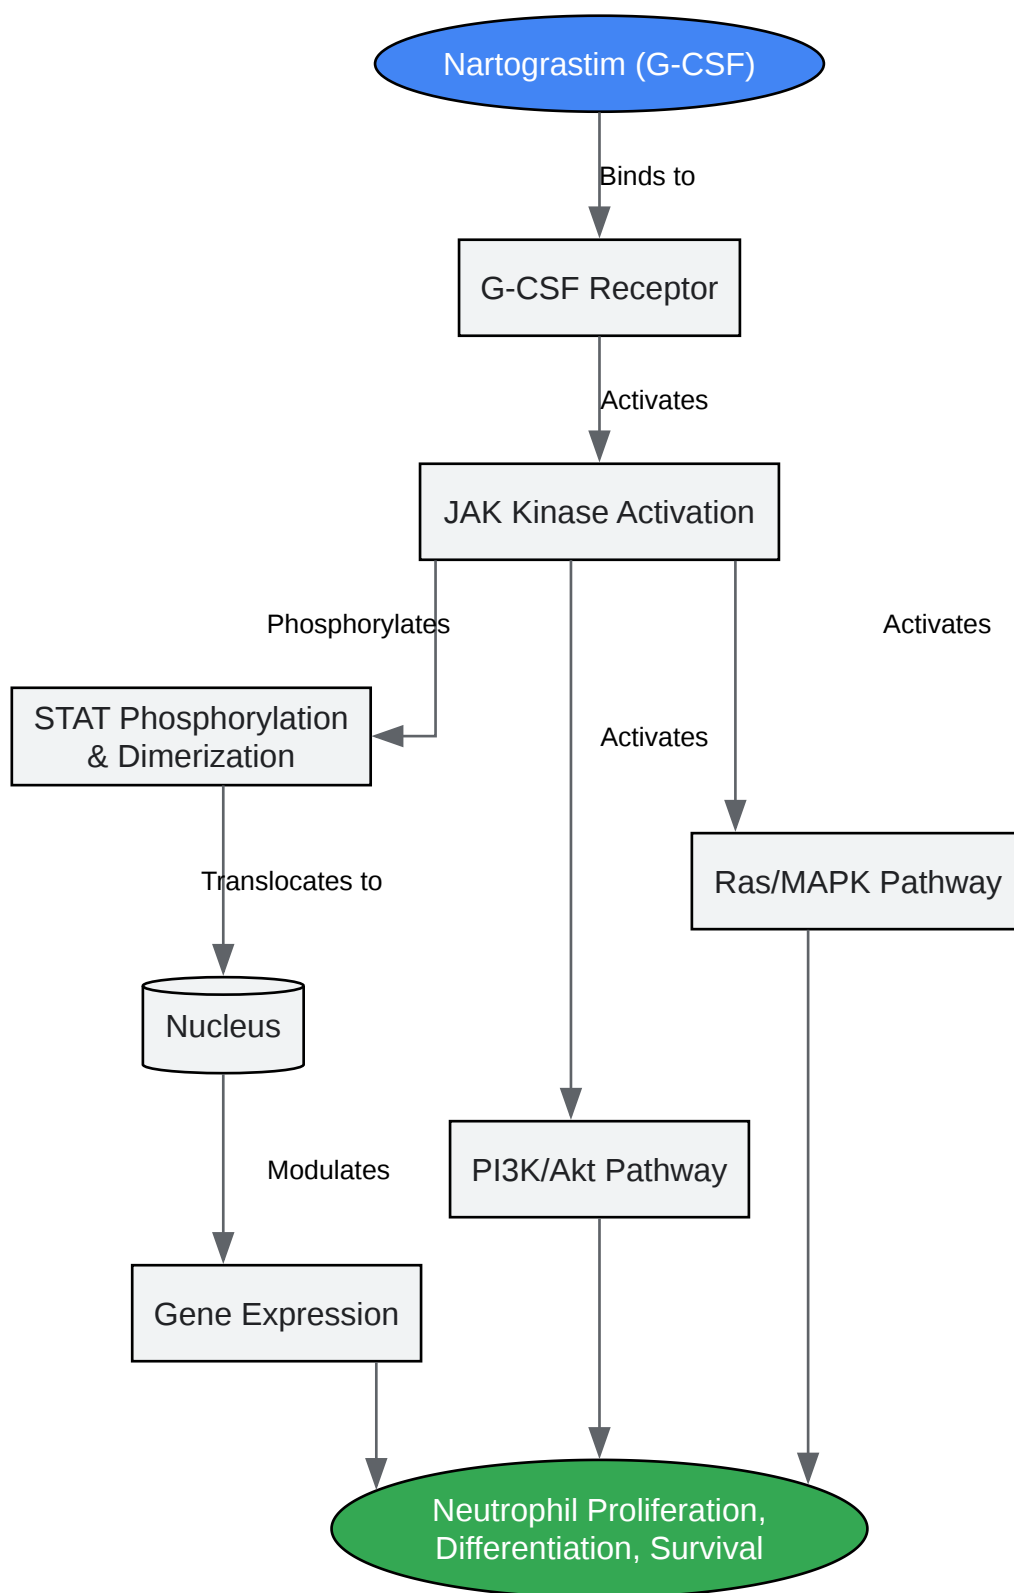 Nartograstim (G-CSF)
Binds to
G-CSF Receptor
Activates
JAK Kinase Activation
Phosphorylates
Activates
STAT Phosphorylation
& Dimerization
Activates
Translocates to
Ras/MAPK Pathway
Nucleus
Modulates
PI3K/Akt Pathway
Gene Expression
Neutrophil Proliferation,
Differentiation, Survival